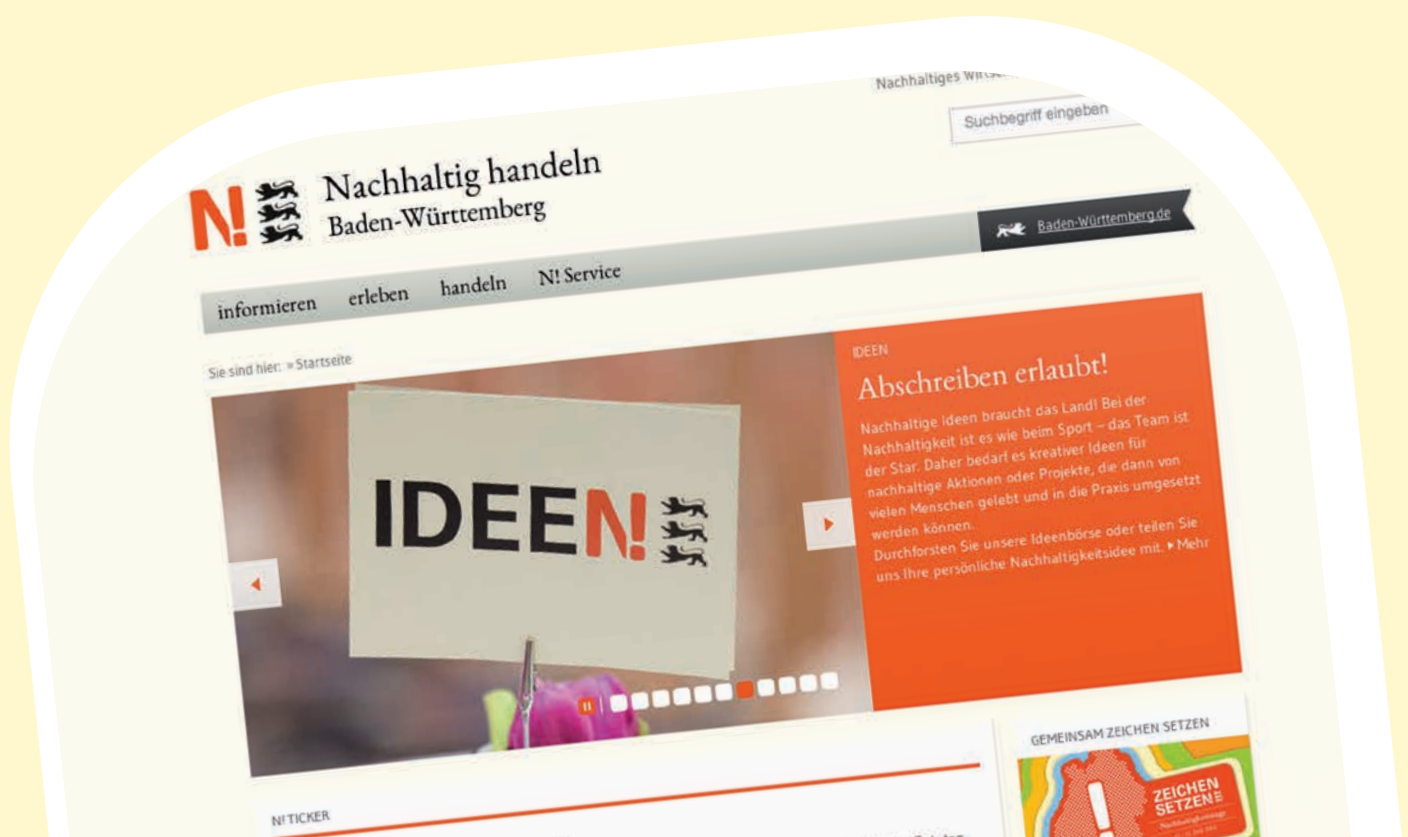 Nachhaltiges
Suchbegriff eingeben
N! Nachhaltig handeln
Baden-Württemberg
Baden-Württemberg.de
informieren erleben handeln N! Service
Sie sind hier: » Startseite
IDEEN!
IDEEN
Abschreiben erlaubt!
Nachhaltige Ideen braucht das Land! Bei der
Nachhaltigkeit ist es wie beim Sport – das Team ist
der Star. Daher bedarf es kreativer Ideen für
nachhaltige Aktionen oder Projekte, die dann von
vielen Menschen gelebt und in die Praxis umgesetzt
werden können.
Durchforsten Sie unsere Ideenbörse oder teilen Sie
uns Ihre persönliche Nachhaltigkeitsidee mit. Mehr
N! TICKER
GEMEINSAM ZEICHEN SETZEN
ZEICHEN
SETZEN